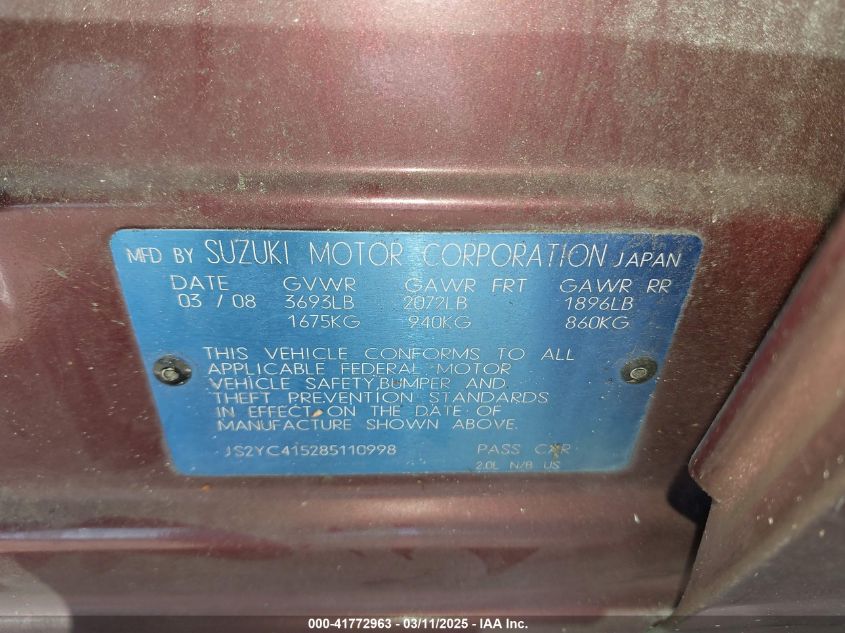 MFD BY SUZUKI MOTOR CORPORATION JAPAN
DATE GVWR GAWR FRT GAWR RR
03 / 08 3693LB 2072LB 1896LB
1675KG 940KG 860KG
THIS VEHICLE CONFORMS TO ALL
APPLICABLE FEDERAL MOTOR
VEHICLE SAFETY,BUMPER AND
THEFT PREVENTION STANDARDS
IN EFFECT ON THE DATE OF
MANUFACTURE SHOWN ABOVE.
JS2YC415285110998 PASS CAR
2.0L N/B US
000-41772963 - 03/11/2025 - © IAA Inc.